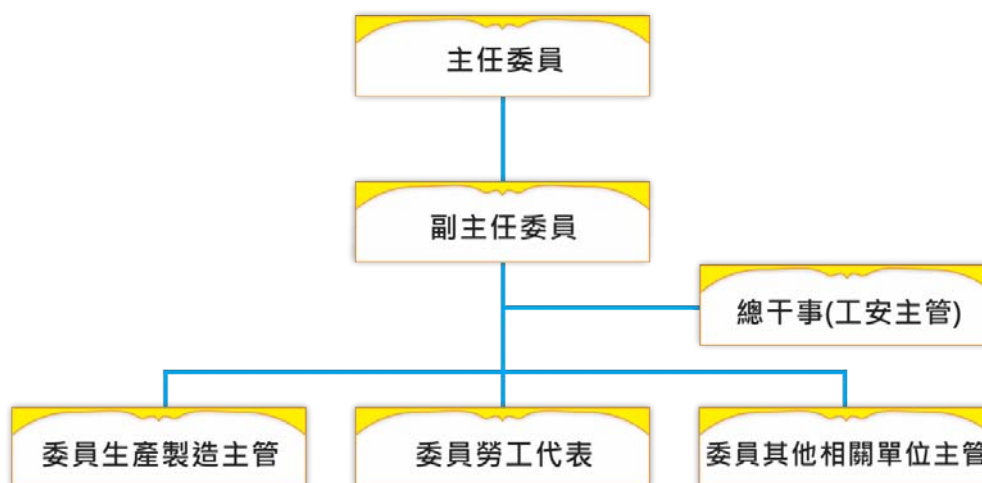 主任委員
副主任委員
總干事(工安主管)
委員生產製造主管
委員勞工代表
委員其他相關單位主管